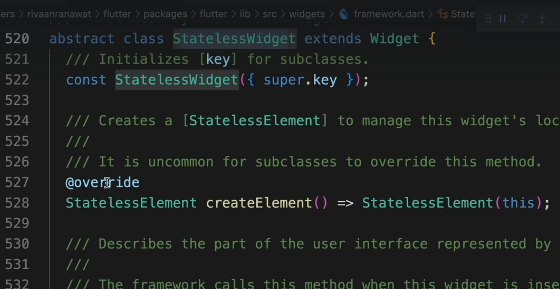 ers > rivaanranawat > flutter > packages > flutter > lib > src > widgets > framework.dart > State
520 abstract class StatelessWidget extends Widget {
521 /// Initializes [key] for subclasses.
522 const StatelessWidget({ super.key });
523
524 /// Creates a [StatelessElement] to manage this widget's loc
525 ///
526 /// It is uncommon for subclasses to override this method.
527 @override
528 StatelessElement createElement() => StatelessElement(this);
529
530 /// Describes the part of the user interface represented by
531 ///
532 /// The framework calls this method when this widget is inse